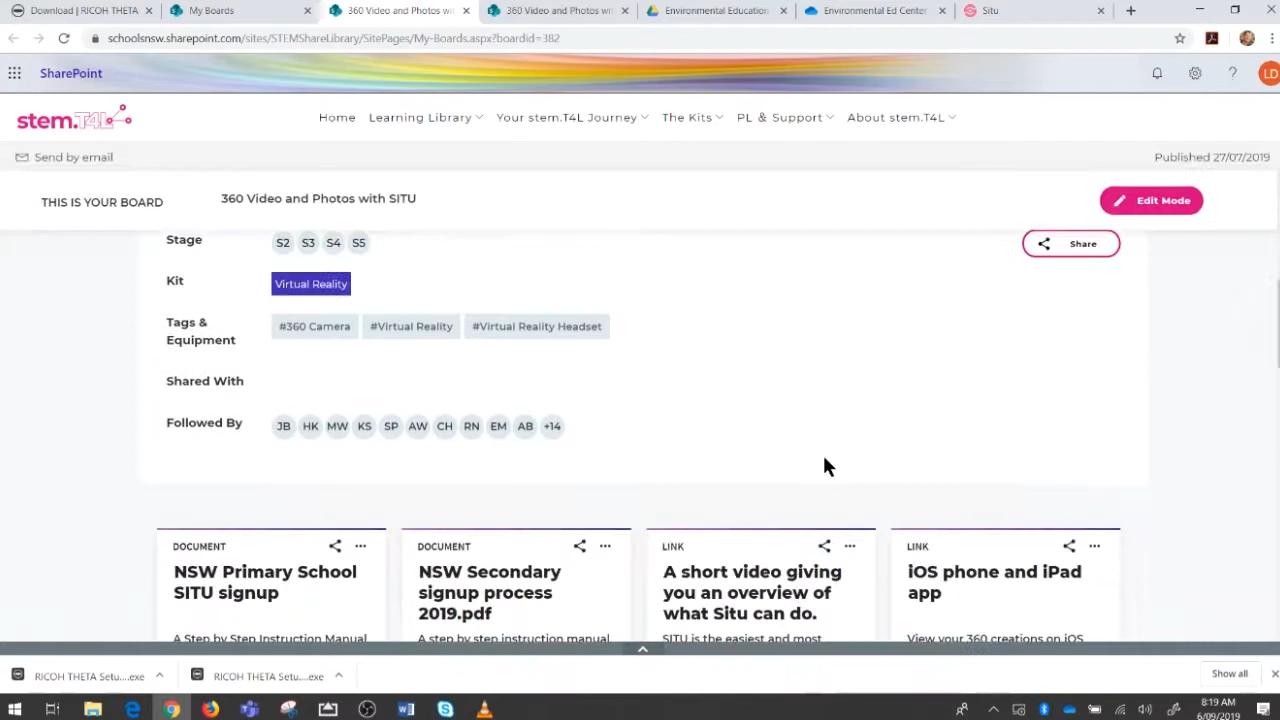 Download | RICOH THETA
My Boards
360 Video and Photos wit
360 Video and Photos wit
Environmental Education
Environmental Ed Center
Situ
schoolsnsw.sharepoint.com/sites/STEMShareLibrary/SitePages/My-Boards.aspx?boardid=382
SharePoint
LD
stem.T4L
Home
Learning Library
Your stem.T4L Journey
The Kits
PL & Support
About stem.T4L
Send by email
Published 27/07/2019
THIS IS YOUR BOARD
360 Video and Photos with SITU
Edit Mode
Stage
S2 S3 S4 S5
Share
Kit
Virtual Reality
Tags &
Equipment
#360 Camera
#Virtual Reality
#Virtual Reality Headset
Shared With
Followed By
JB HK MW KS SP AW CH RN EM AB +14
DOCUMENT
NSW Primary School
SITU signup
A Step by Step Instruction Manual
DOCUMENT
NSW Secondary
signup process
2019.pdf
A step by step instruction manual
LINK
A short video giving
you an overview of
what Situ can do.
SITU is the easiest and most
LINK
iOS phone and iPad
app
View your 360 creations on iOS
RICOH THETA Setu....exe
RICOH THETA Setu....exe
Show all
8:19 AM
6/09/2019